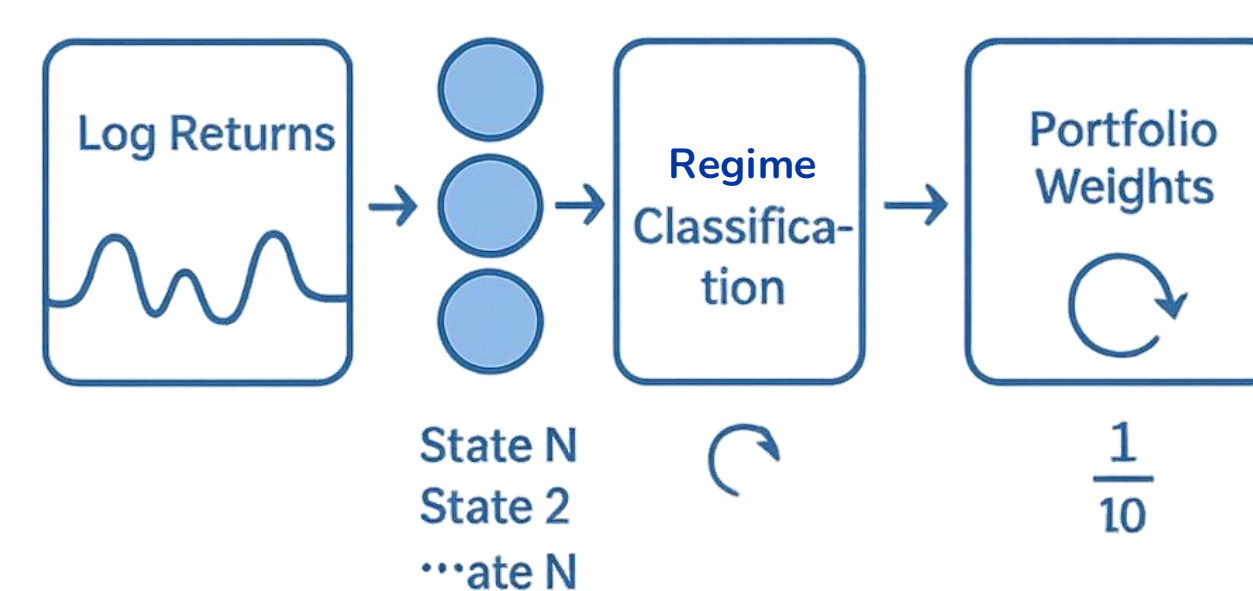 Log Returns
State N
State 2
...ate N
Regime
Classifica-
tion
Portfolio
Weights
1
10